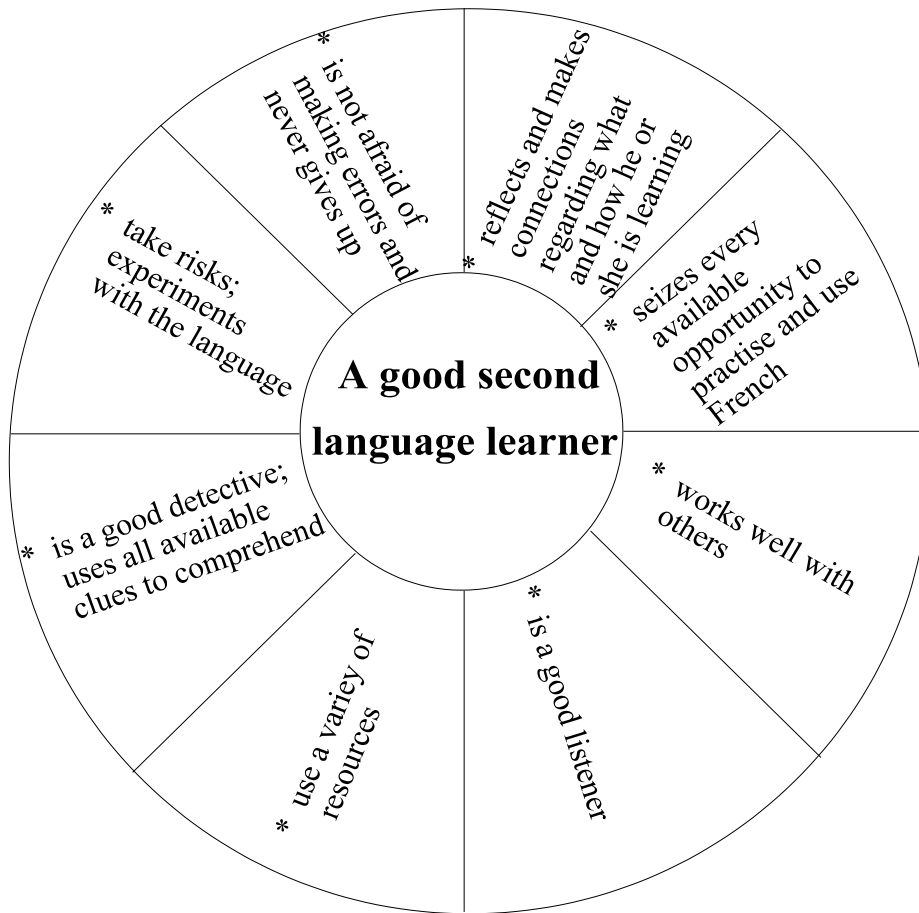 A good second
language learner
* reflects and makes
connections
regarding what
and how he or
she is learning
* seizes every
available
opportunity to
practise and use
French
* works well with
others
* is a good listener
* use a variey of
resources
* is a good detective;
uses all available
clues to comprehend
* take risks;
experiments
with the language
* is not afraid of
making errors and
never gives up